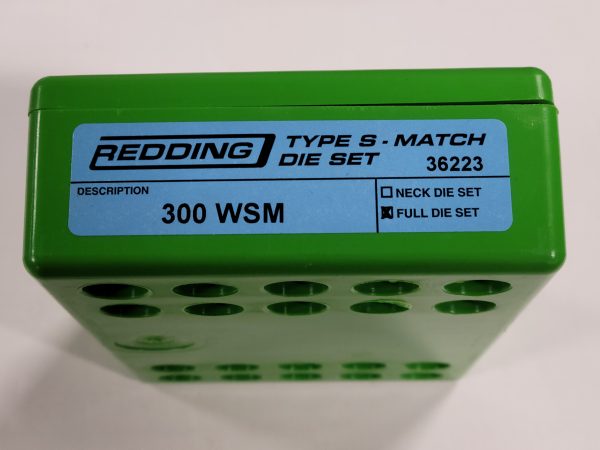 REDDING TYPE S - MATCH
DIE SET 36223
DESCRIPTION
300 WSM
NECK DIE SET
FULL DIE SET